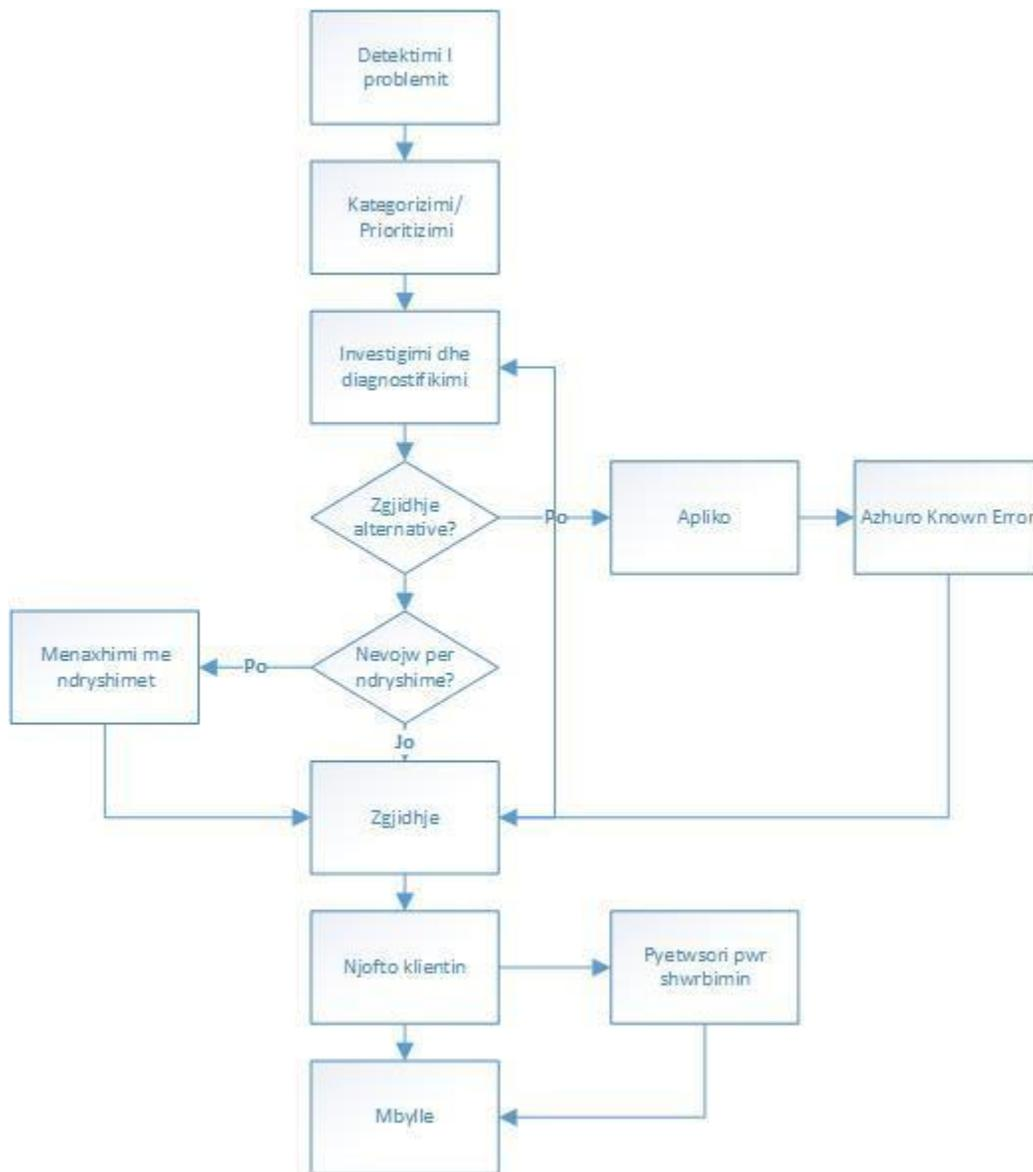 Detektimi I
problemit
Kategorizimi/
Prioritizimi
Investigimi dhe
diagnostifikimi
Zgjidhje
alternative?
Po
Apliko
Azhuro Known Error
Menaxhimi me
ndryshimet
Po
Nevojw per
ndryshime?
Jo
Zgjidhje
Njofto klientin
Pyetwsori pwr
shwrbimin
Mbylle